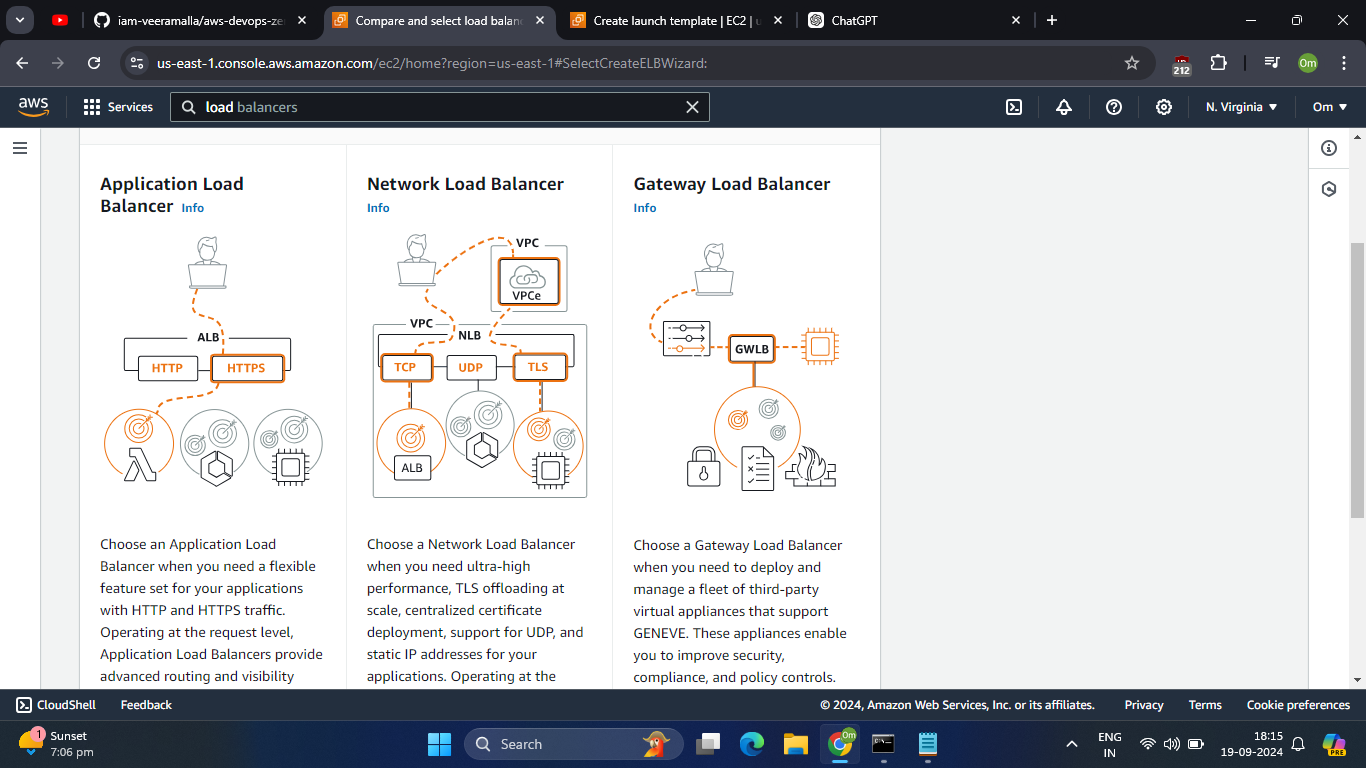 iam-veeramalla/aws-devops-ze
Compare and select load balanc
Create launch template | EC2 | u
ChatGPT
us-east-1.console.aws.amazon.com/ec2/home?region=us-east-1#SelectCreateELBWizard:
212
Om
aws
Services
load balancers
N. Virginia
Om
Application Load
Balancer Info
ALB
HTTP
HTTPS
Choose an Application Load
Balancer when you need a flexible
feature set for your applications
with HTTP and HTTPS traffic.
Operating at the request level,
Application Load Balancers provide
advanced routing and visibility
Network Load Balancer
Info
VPC
VPCe
VPC
NLB
TCP
UDP
TLS
ALB
Choose a Network Load Balancer
when you need ultra-high
performance, TLS offloading at
scale, centralized certificate
deployment, support for UDP, and
static IP addresses for your
applications. Operating at the
Gateway Load Balancer
Info
GWLB
Choose a Gateway Load Balancer
when you need to deploy and
manage a fleet of third-party
virtual appliances that support
GENEVE. These appliances enable
you to improve security,
compliance, and policy controls.
CloudShell
Feedback
© 2024, Amazon Web Services, Inc. or its affiliates.
Privacy
Terms
Cookie preferences
1
Sunset
7:06 pm
Search
Om
ENG
IN
18:15
19-09-2024
PRE